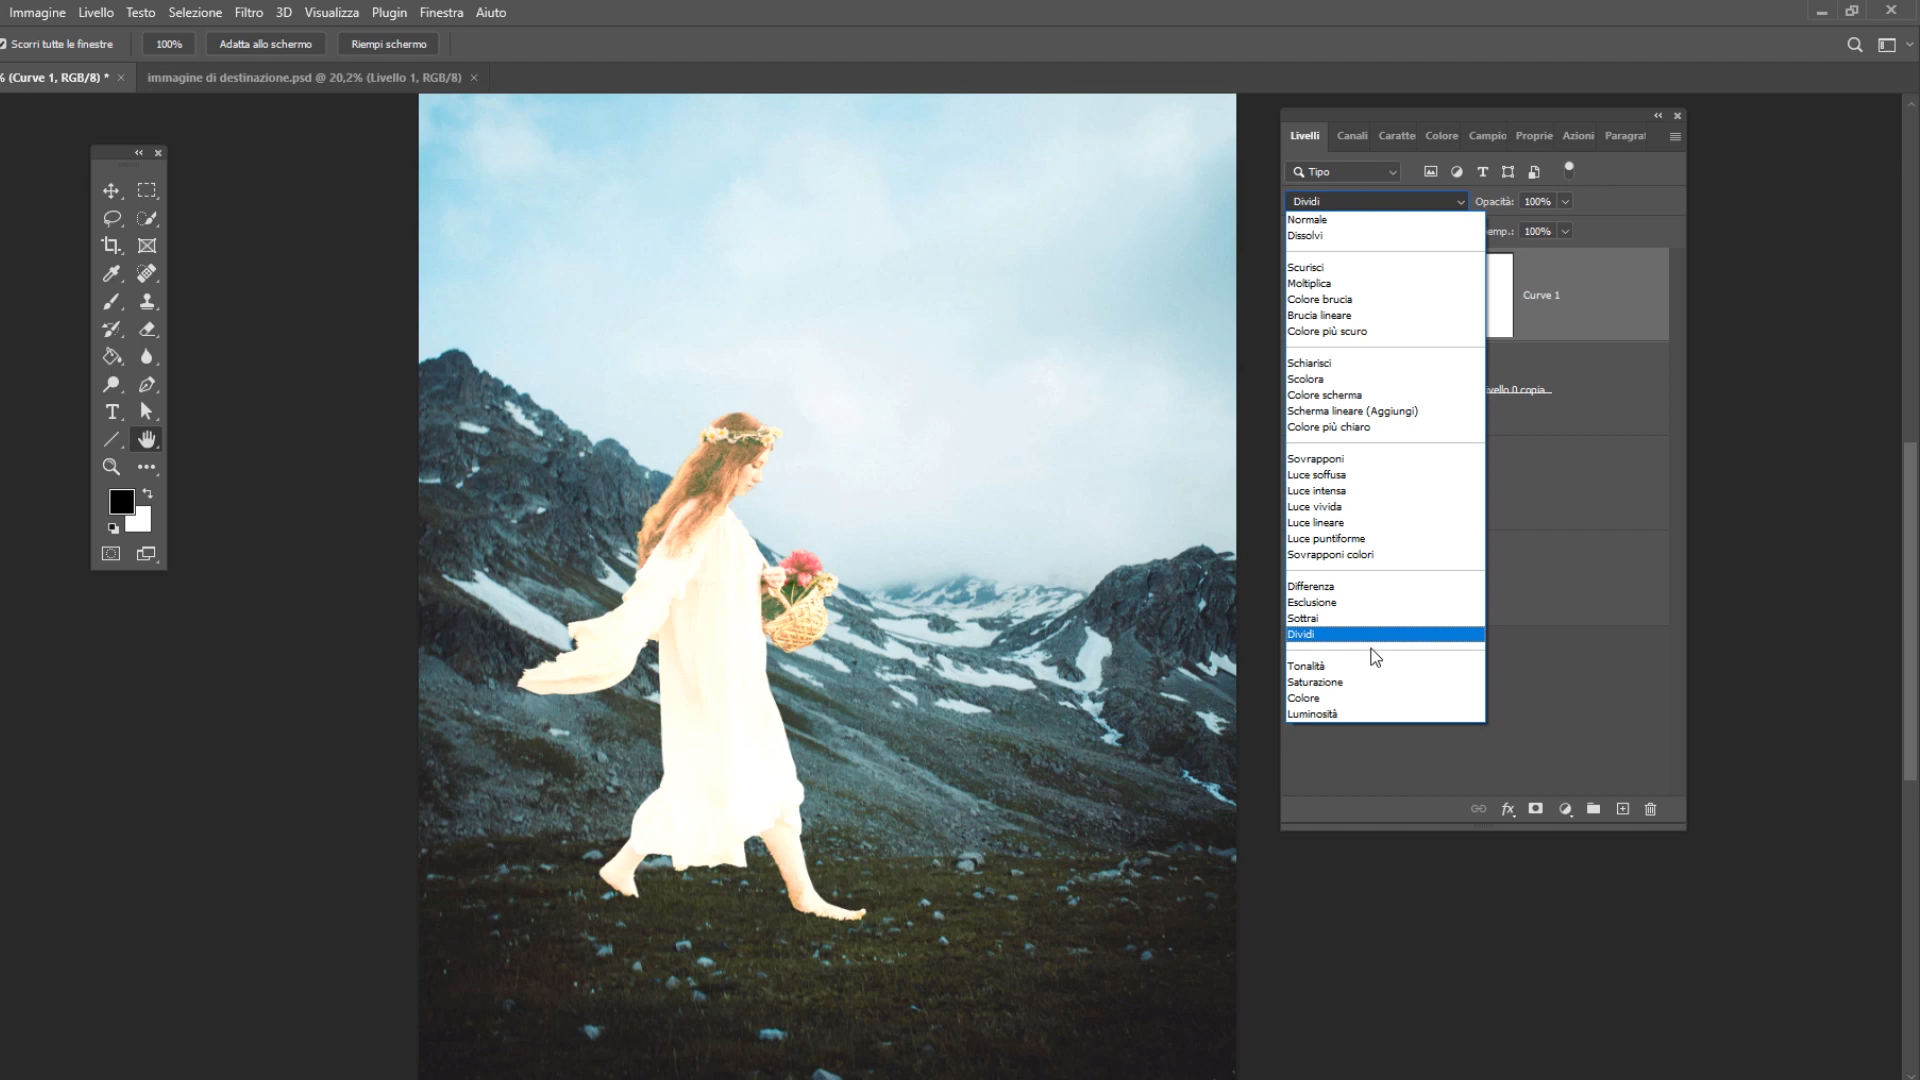 Immagine Livello Testo Selezione Filtro 3D Visualizza Plugin Finestra Aiuto
Scorri tutte le finestre 100% Adatta allo schermo Riempi schermo
% (Curve 1, RGB/8) * × immagine di destinazione.psd @ 20,2% (Livello 1, RGB/8) ×
Livelli Canali Caratte Colore Campio Proprie Azioni Paragraf
Tipo
Dividi Opacità: 100%
Normale
emp.: 100%
Dissolvi
Scurisci
Moltiplica
Curve 1
Colore brucia
Brucia lineare
Colore più scuro
Schiarisci
Scolora
ivello 0 copia...
Colore scherma
Scherma lineare (Aggiungi)
Colore più chiaro
Sovrapponi
Luce soffusa
Luce intensa
Luce vivida
Luce lineare
Luce puntiforme
Sovrapponi colori
Differenza
Esclusione
Sottrai
Dividi
Tonalità
Saturazione
Colore
Luminosità
fx